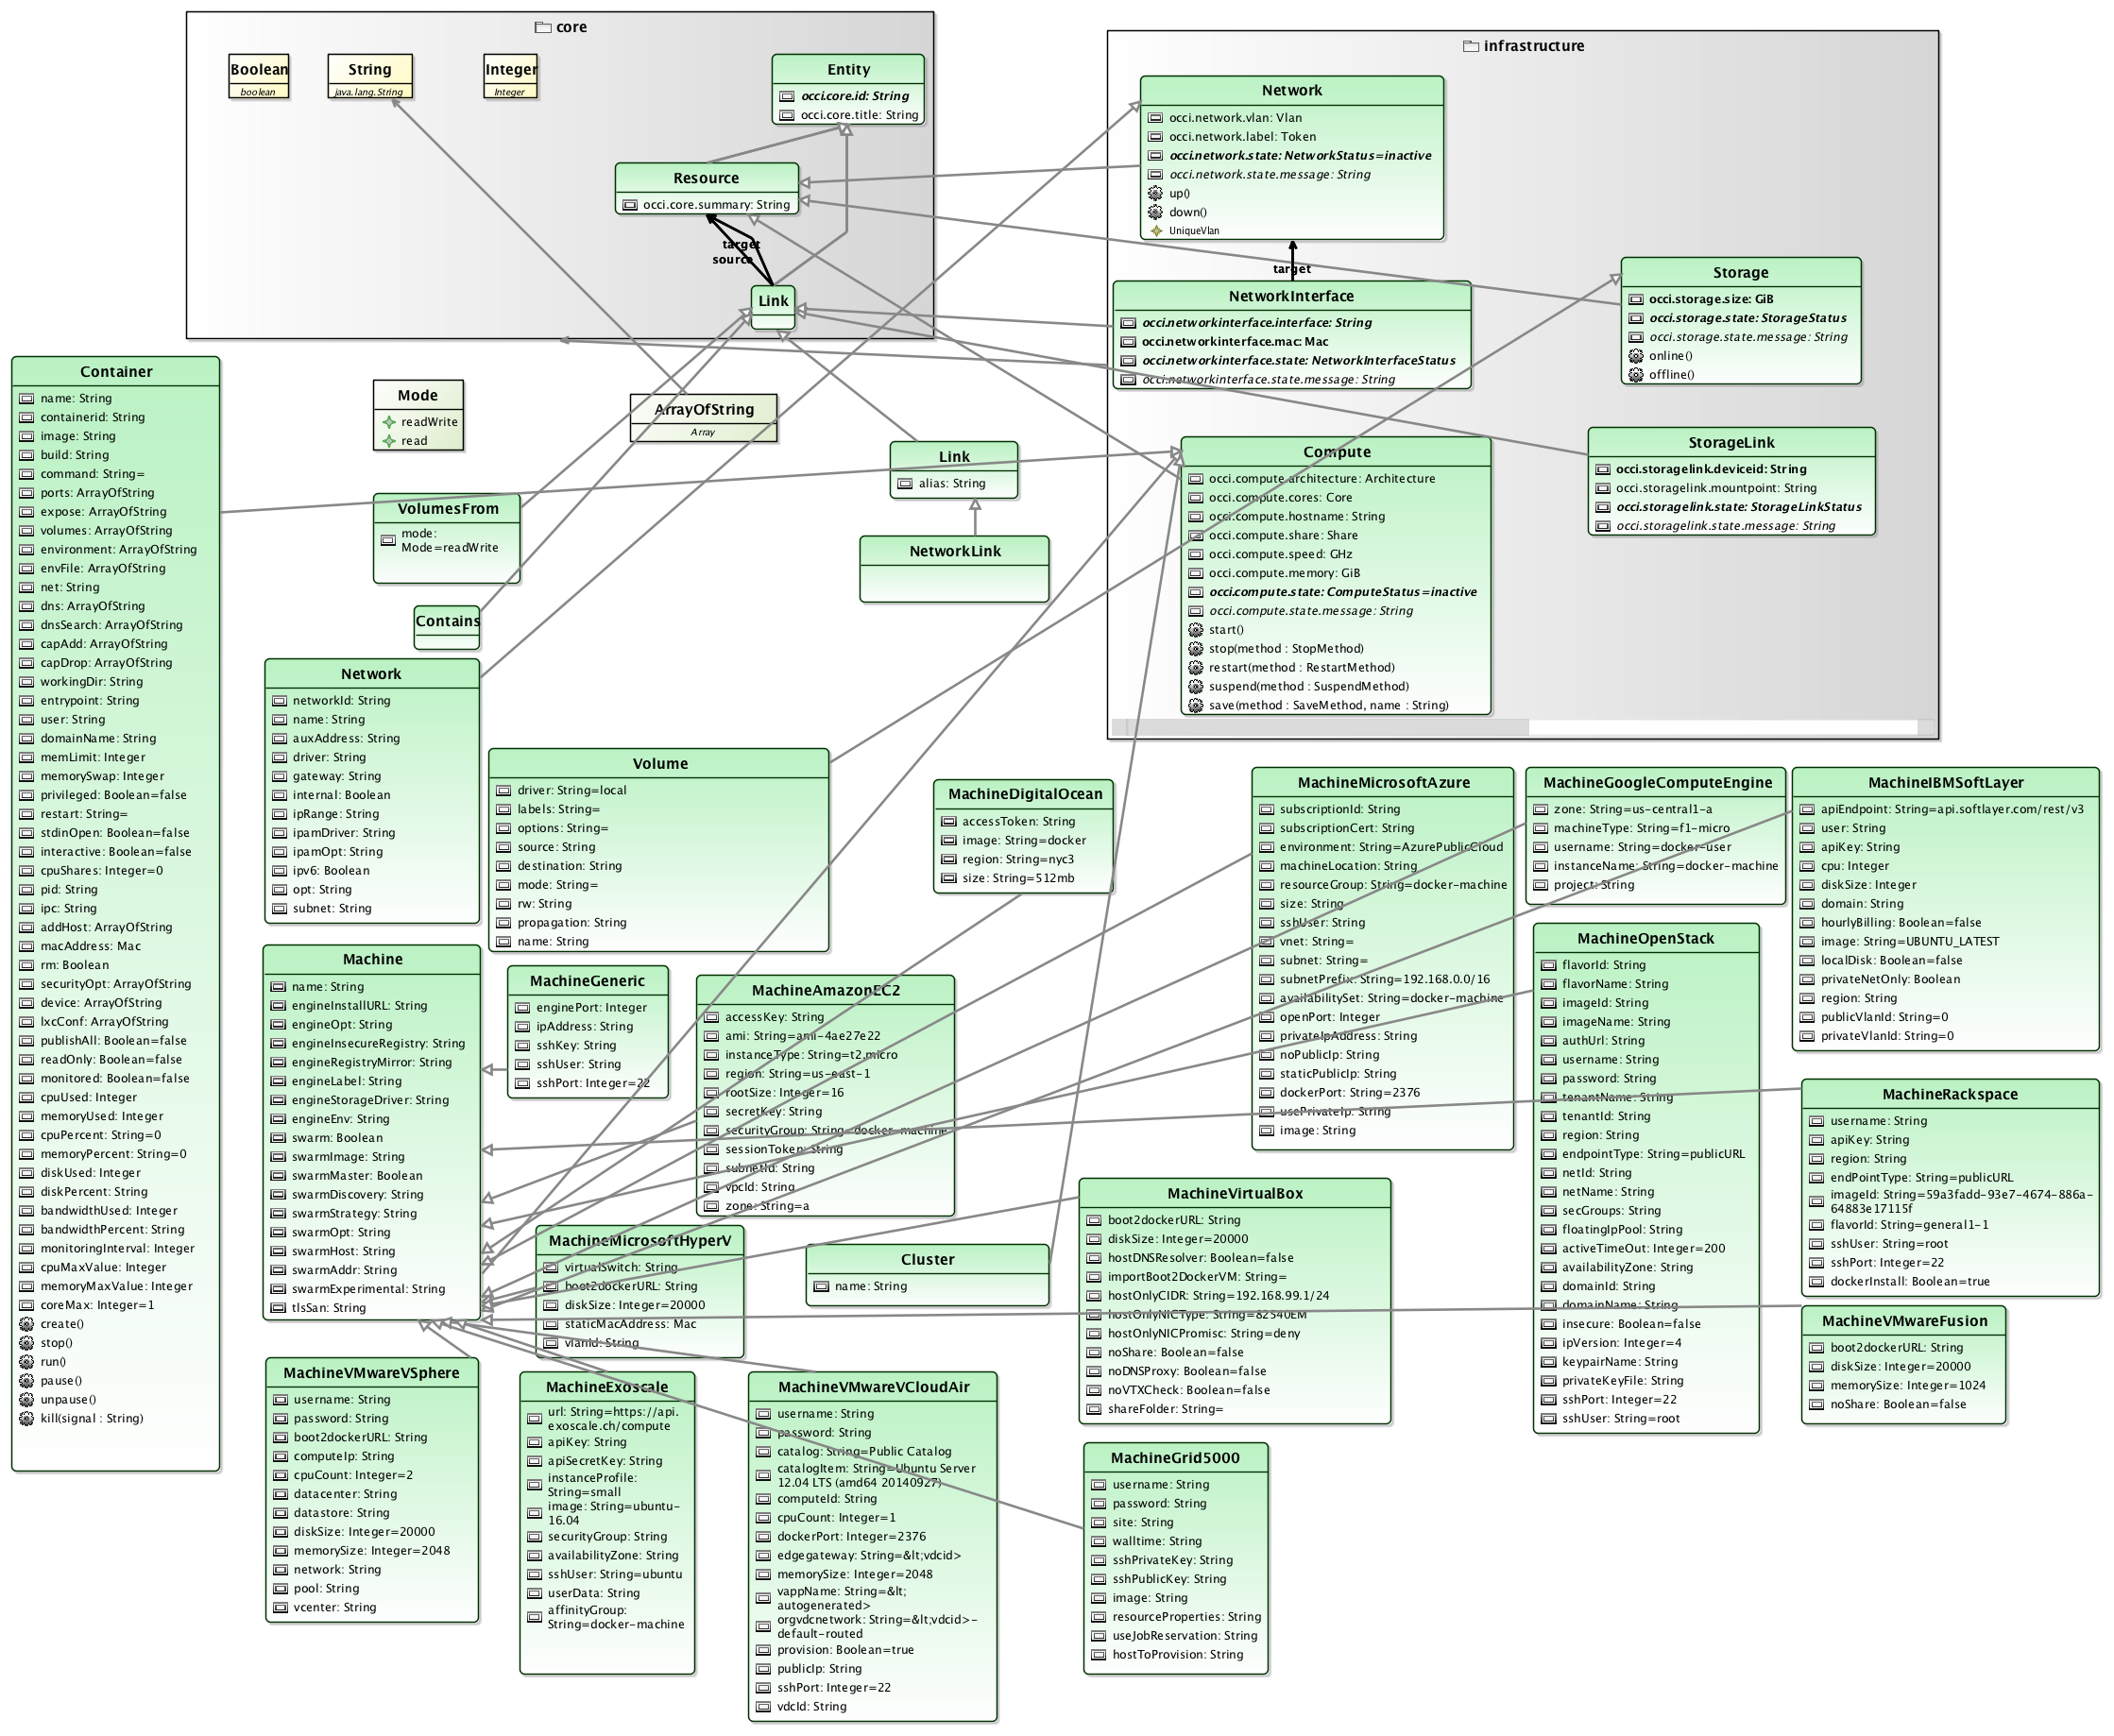 core
Boolean
boolean
String
java.lang.String
Integer
Integer
Entity
occi.core.id: String
occi.core.title: String
Resource
occi.core.summary: String
target
source
Link
infrastructure
Network
occi.network.vlan: Vlan
occi.network.label: Token
occi.network.state: NetworkStatus=inactive
occi.network.state.message: String
up()
down()
UniqueVlan
target
NetworkInterface
occi.networkinterface.interface: String
occi.networkinterface.mac: Mac
occi.networkinterface.state: NetworkInterfaceStatus
occi.networkinterface.state.message: String
Storage
occi.storage.size: GiB
occi.storage.state: StorageStatus
occi.storage.state.message: String
online()
offline()
StorageLink
occi.storagelink.deviceid: String
occi.storagelink.mountpoint: String
occi.storagelink.state: StorageLinkStatus
occi.storagelink.state.message: String
Compute
occi.compute.architecture: Architecture
occi.compute.cores: Core
occi.compute.hostname: String
occi.compute.share: Share
occi.compute.speed: GHz
occi.compute.memory: GiB
occi.compute.state: ComputeStatus=inactive
occi.compute.state.message: String
start()
stop(method : StopMethod)
restart(method : RestartMethod)
suspend(method : SuspendMethod)
save(method : SaveMethod, name : String)
Container
name: String
containerid: String
image: String
build: String
command: String=
ports: ArrayOfString
expose: ArrayOfString
volumes: ArrayOfString
environment: ArrayOfString
envFile: ArrayOfString
net: String
dns: ArrayOfString
dnsSearch: ArrayOfString
capAdd: ArrayOfString
capDrop: ArrayOfString
workingDir: String
entrypoint: String
user: String
domainName: String
memLimit: Integer
memorySwap: Integer
privileged: Boolean=false
restart: String=
stdinOpen: Boolean=false
interactive: Boolean=false
cpuShares: Integer=0
pid: String
ipc: String
addHost: ArrayOfString
macAddress: Mac
rm: Boolean
securityOpt: ArrayOfString
device: ArrayOfString
lxcConf: ArrayOfString
publishAll: Boolean=false
readOnly: Boolean=false
monitored: Boolean=false
cpuUsed: Integer
memoryUsed: Integer
cpuPercent: String=0
memoryPercent: String=0
diskUsed: Integer
diskPercent: String
bandwidthUsed: Integer
bandwidthPercent: String
monitoringInterval: Integer
cpuMaxValue: Integer
memoryMaxValue: Integer
coreMax: Integer=1
create()
stop()
run()
pause()
unpause()
kill(signal : String)
Mode
readWrite
read
ArrayOfString
Array
Link
alias: String
NetworkLink
VolumesFrom
mode:
Mode=readWrite
Contains
Network
networkId: String
name: String
auxAddress: String
driver: String
gateway: String
internal: Boolean
ipRange: String
ipamDriver: String
ipamOpt: String
ipv6: Boolean
opt: String
subnet: String
Volume
driver: String=local
labels: String=
options: String=
source: String
destination: String
mode: String=
rw: String
propagation: String
name: String
MachineDigitalOcean
accessToken: String
image: String=docker
region: String=nyc3
size: String=512mb
MachineMicrosoftAzure
subscriptionId: String
subscriptionCert: String
environment: String=AzurePublicCloud
machineLocation: String
resourceGroup: String=docker-machine
size: String
sshUser: String
vnet: String=
subnet: String=
subnetPrefix: String=192.168.0.0/16
availabilitySet: String=docker-machine
openPort: Integer
privateIpAddress: String
noPublicIp: String
staticPublicIp: String
dockerPort: String=2376
usePrivateIp: String
image: String
MachineGoogleComputeEngine
zone: String=us-central1-a
machineType: String=f1-micro
username: String=docker-user
instanceName: String=docker-machine
project: String
MachineIBMSoftLayer
apiEndpoint: String=api.softlayer.com/rest/v3
user: String
apiKey: String
cpu: Integer
diskSize: Integer
domain: String
hourlyBilling: Boolean=false
image: String=UBUNTU_LATEST
localDisk: Boolean=false
privateNetOnly: Boolean
region: String
publicVlanId: String=0
privateVlanId: String=0
MachineOpenStack
flavorId: String
flavorName: String
imageId: String
imageName: String
authUrl: String
username: String
password: String
tenantName: String
tenantId: String
region: String
endpointType: String=publicURL
netId: String
netName: String
secGroups: String
floatingIpPool: String
activeTimeOut: Integer=200
availabilityZone: String
domainId: String
domainName: String
insecure: Boolean=false
ipVersion: Integer=4
keypairName: String
privateKeyFile: String
sshPort: Integer=22
sshUser: String=root
Machine
name: String
engineInstallURL: String
engineOpt: String
engineInsecureRegistry: String
engineRegistryMirror: String
engineLabel: String
engineStorageDriver: String
engineEnv: String
swarm: Boolean
swarmImage: String
swarmMaster: Boolean
swarmDiscovery: String
swarmStrategy: String
swarmOpt: String
swarmHost: String
swarmAddr: String
swarmExperimental: String
tlsSan: String
MachineGeneric
enginePort: Integer
ipAddress: String
sshKey: String
sshUser: String
sshPort: Integer=22
MachineAmazonEC2
accessKey: String
ami: String=ami-4ae27e22
instanceType: String=t2.micro
region: String=us-east-1
rootSize: Integer=16
secretKey: String
securityGroup: String=docker-machine
sessionToken: String
subnetId: String
vpcId: String
zone: String=a
MachineRackspace
username: String
apiKey: String
region: String
endPointType: String=publicURL
imageId: String=59a3fadd-93e7-4674-886a-
64883e17115f
flavorId: String=general1-1
sshUser: String=root
sshPort: Integer=22
dockerInstall: Boolean=true
MachineMicrosoftHyperV
virtualSwitch: String
boot2dockerURL: String
diskSize: Integer=20000
staticMacAddress: Mac
vlanId: String
Cluster
name: String
MachineVirtualBox
boot2dockerURL: String
diskSize: Integer=20000
hostDNSResolver: Boolean=false
importBoot2DockerVM: String=
hostOnlyCIDR: String=192.168.99.1/24
hostOnlyNICType: String=82540EM
hostOnlyNICPromisc: String=deny
noShare: Boolean=false
noDNSProxy: Boolean=false
noVTXCheck: Boolean=false
shareFolder: String=
MachineVMwareFusion
boot2dockerURL: String
diskSize: Integer=20000
memorySize: Integer=1024
noShare: Boolean=false
MachineVMwareVSphere
username: String
password: String
boot2dockerURL: String
computeIp: String
cpuCount: Integer=2
datacenter: String
datastore: String
diskSize: Integer=20000
memorySize: Integer=2048
network: String
pool: String
vcenter: String
MachineExoscale
url: String=https://api.
exoscale.ch/compute
apiKey: String
apiSecretKey: String
instanceProfile:
String=small
image: String=ubuntu-
16.04
securityGroup: String
availabilityZone: String
sshUser: String=ubuntu
userData: String
affinityGroup:
String=docker-machine
MachineVMwareVCloudAir
username: String
password: String
catalog: String=Public Catalog
catalogItem: String=Ubuntu Server
12.04 LTS (amd64 20140927)
computeId: String
cpuCount: Integer=1
dockerPort: Integer=2376
edgegateway: String=&lt;vdcid>
memorySize: Integer=2048
vappName: String=&lt;
autogenerated>
orgvdcnetwork: String=&lt;vdcid>-
default-routed
provision: Boolean=true
publicIp: String
sshPort: Integer=22
vdcId: String
MachineGrid5000
username: String
password: String
site: String
walltime: String
sshPrivateKey: String
sshPublicKey: String
image: String
resourceProperties: String
useJobReservation: String
hostToProvision: String